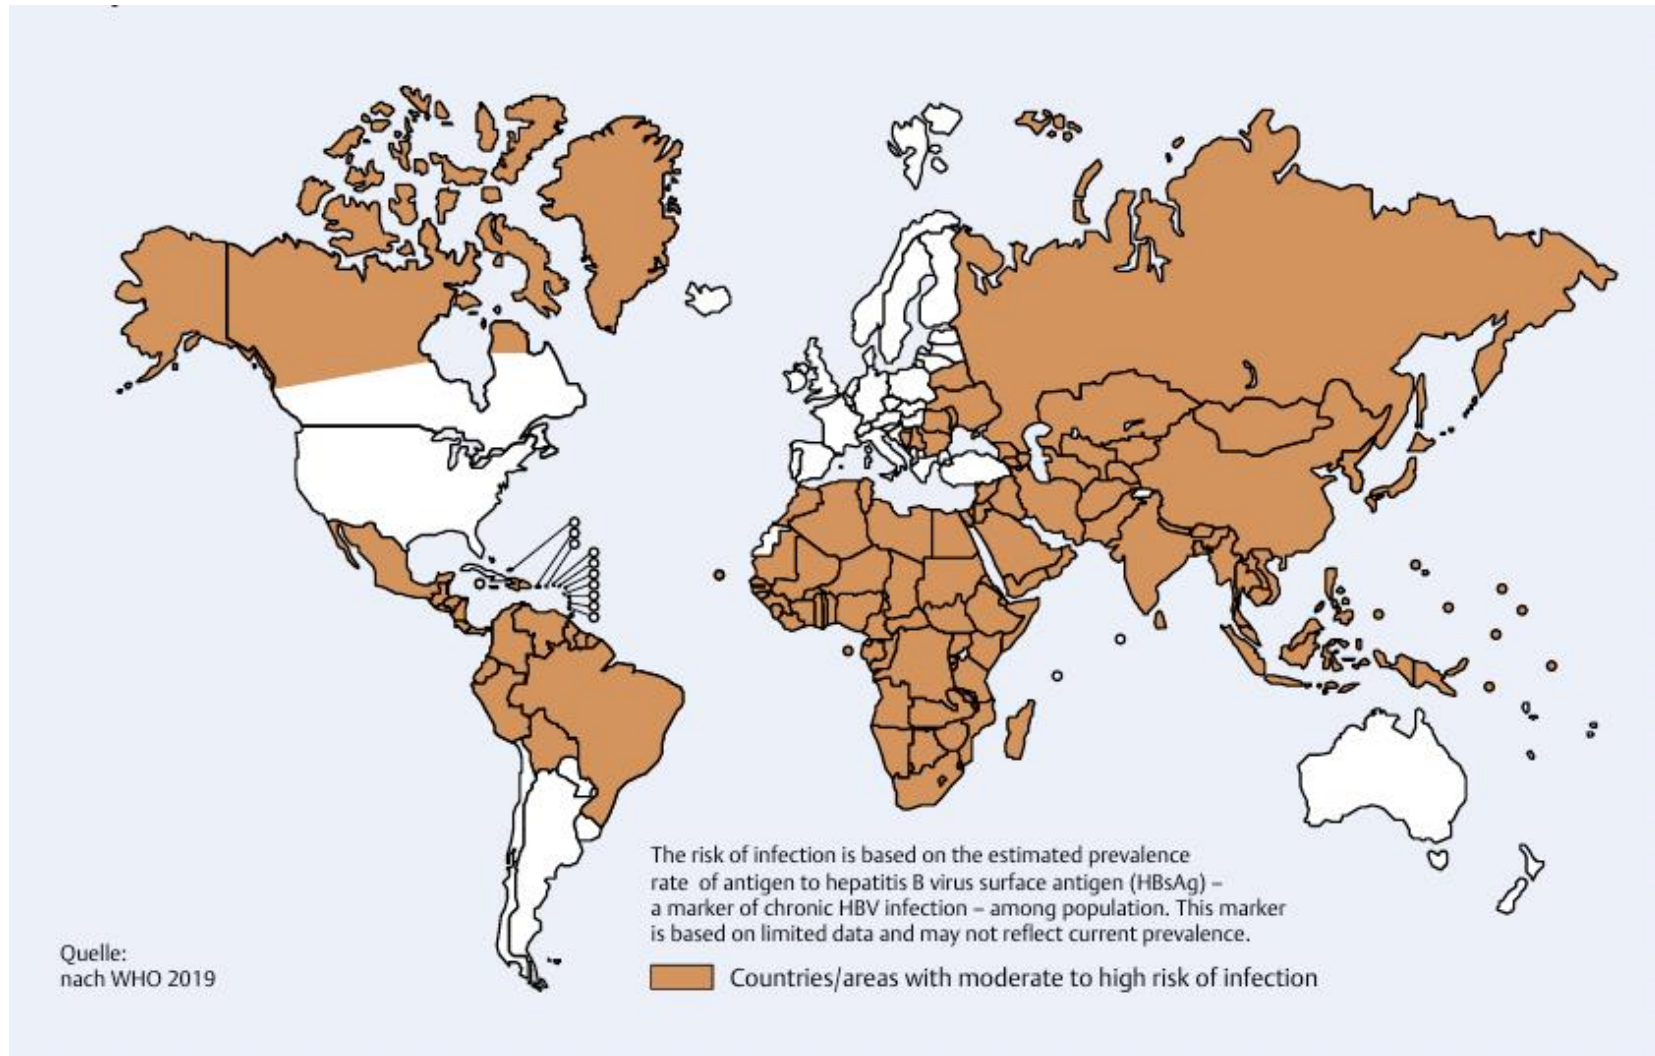 The risk of infection is based on the estimated prevalence
rate of antigen to hepatitis B virus surface antigen (HBsAg) –
a marker of chronic HBV infection – among population. This marker
is based on limited data and may not reflect current prevalence.
Quelle:
nach WHO 2019
Countries/areas with moderate to high risk of infection